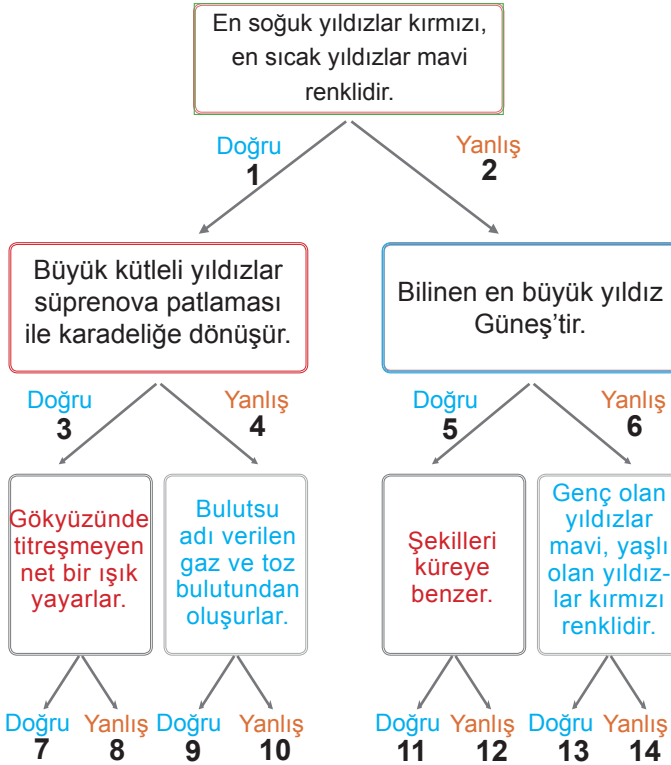 En soğuk yıldızlar kırmızı,
en sıcak yıldızlar mavi
renklidir.
Doğru
1
Yanlış
2
Büyük kütleli yıldızlar
süprenova patlaması
ile karadeliğe dönüşür.
Bilinen en büyük yıldız
Güneş'tir.
Doğru
3
Yanlış
4
Doğru
5
Yanlış
6
Gökyüzünde
titreşmeyen
net bir ışık
yayarlar.
Bulutsu
adı verilen
gaz ve toz
bulutundan
oluşurlar.
Şekilleri
küreye
benzer.
Genç olan
yıldızlar
mavi, yaşlı
olan yıldız-
lar kırmızı
renklidir.
Doğru
7
Yanlış
8
Doğru
9
Yanlış
10
Doğru
11
Yanlış
12
Doğru
13
Yanlış
14